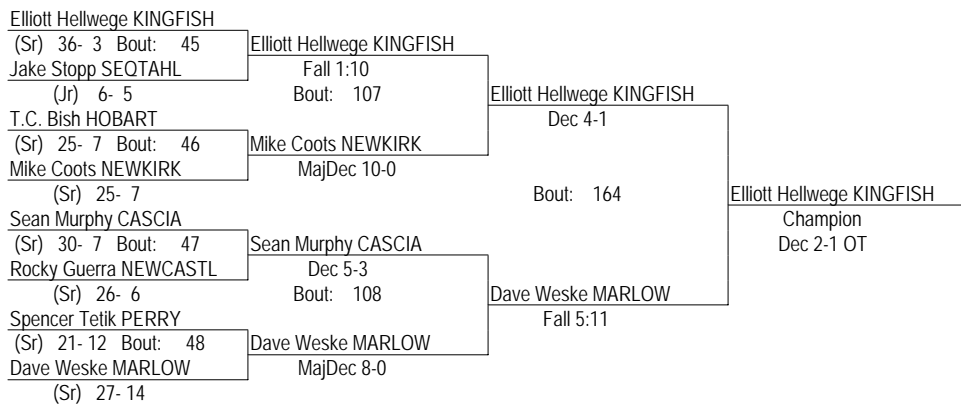 Elliott Hellwege KINGFISH
(Sr) 36- 3 Bout: 45
Jake Stopp SEQTAHL
(Jr) 6- 5
T.C. Bish HOBART
(Sr) 25- 7 Bout: 46
Mike Coots NEWKIRK
(Sr) 25- 7
Sean Murphy CASCIA
(Sr) 30- 7 Bout: 47
Rocky Guerra NEWCASTL
(Sr) 26- 6
Spencer Tetik PERRY
(Sr) 21- 12 Bout: 48
Dave Weske MARLOW
(Sr) 27- 14
Elliott Hellwege KINGFISH
Fall 1:10
Bout: 107
Mike Coots NEWKIRK
MajDec 10-0
Sean Murphy CASCIA
Dec 5-3
Bout: 108
Dave Weske MARLOW
MajDec 8-0
Elliott Hellwege KINGFISH
Dec 4-1
Bout: 164
Dave Weske MARLOW
Fall 5:11
Elliott Hellwege KINGFISH
Champion
Dec 2-1 OT